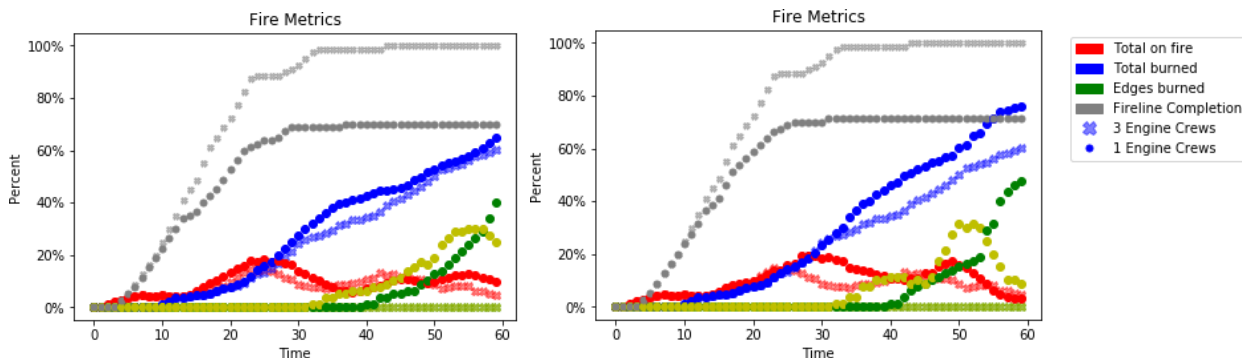 Fire Metrics
100%
80%
60%
40%
20%
0%
Percent
0 10 20 30 40 50 60
Time
Fire Metrics
100%
80%
60%
40%
20%
0%
Percent
0 10 20 30 40 50 60
Time
Total on fire
Total burned
Edges burned
Fireline Completion
3 Engine Crews
1 Engine Crews